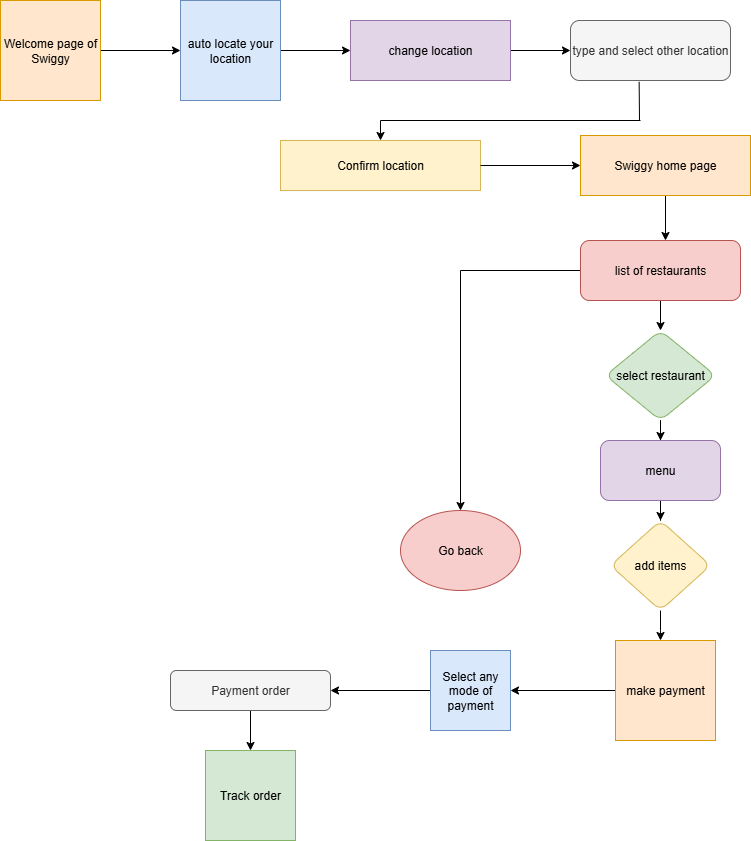 Welcome page of
Swiggy
auto locate your
location
change location
type and select other location
Confirm location
Swiggy home page
list of restaurants
select restaurant
menu
Go back
add items
make payment
Select any
mode of
payment
Payment order
Track order